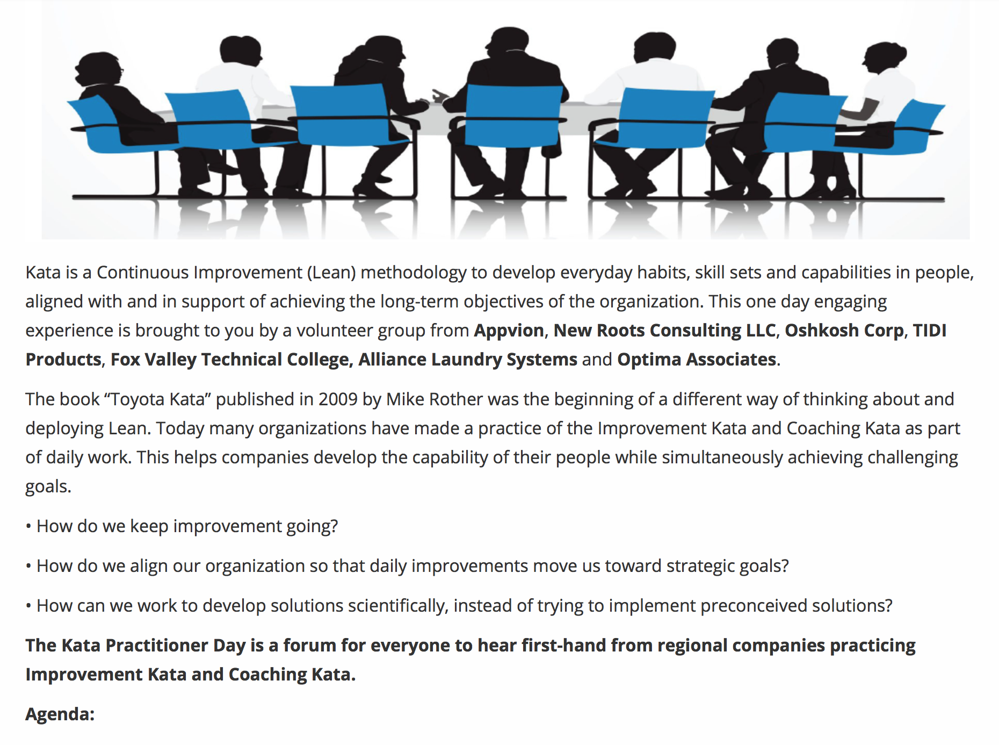 Kata is a Continuous Improvement (Lean) methodology to develop everyday habits, skill sets and capabilities in people,
aligned with and in support of achieving the long-term objectives of the organization. This one day engaging
experience is brought to you by a volunteer group from Appvion, New Roots Consulting LLC, Oshkosh Corp, TIDI
Products, Fox Valley Technical College, Alliance Laundry Systems and Optima Associates.
The book “Toyota Kata” published in 2009 by Mike Rother was the beginning of a different way of thinking about and
deploying Lean. Today many organizations have made a practice of the Improvement Kata and Coaching Kata as part
of daily work. This helps companies develop the capability of their people while simultaneously achieving challenging
goals.
• How do we keep improvement going?
• How do we align our organization so that daily improvements move us toward strategic goals?
• How can we work to develop solutions scientifically, instead of trying to implement preconceived solutions?
The Kata Practitioner Day is a forum for everyone to hear first-hand from regional companies practicing
Improvement Kata and Coaching Kata.
Agenda: